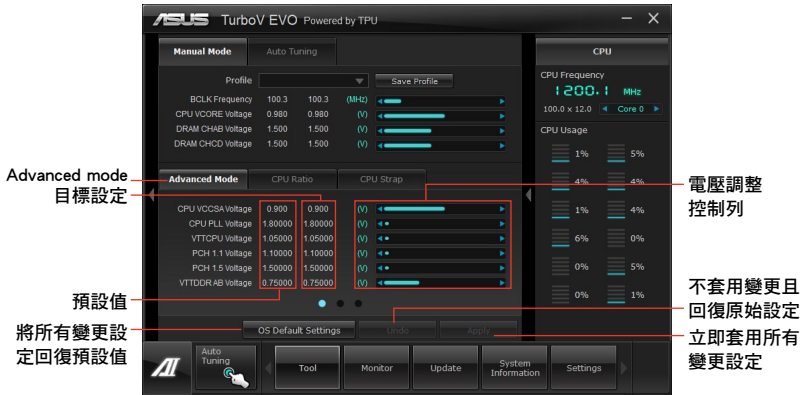 ASUS TurboV EVO Powered by TPU
Manual Mode
Auto Tuning
Profile
Save Profile
BCLK Frequency 100.3 100.3 (MHz)
CPU VCORE Voltage 0.980 0.980 (V)
DRAM CHAB Voltage 1.500 1.500 (V)
DRAM CHCD Voltage 1.500 1.500 (V)
Advanced Mode
CPU Ratio
CPU Strap
CPU VCCSA Voltage 0.900 0.900 (V)
CPU PLL Voltage 1.80000 1.80000 (V)
VTTCPU Voltage 1.05000 1.05000 (V)
PCH 1.1 Voltage 1.10000 1.10000 (V)
PCH 1.5 Voltage 1.50000 1.50000 (V)
VTTDDR AB Voltage 0.75000 0.75000 (V)
OS Default Settings
Undo
Apply
CPU
CPU Frequency
1200.1 MHz
100.0 x 12.0 Core 0
CPU Usage
1% 5%
4% 4%
1% 4%
6% 0%
0% 5%
0% 1%
Auto
Tuning
Tool
Monitor
Update
System
Information
Settings
Advanced mode
目標設定
預設值
將所有變更設
定回復預設值
電壓調整
控制列
不套用變更且
回復原始設定
立即套用所有
變更設定